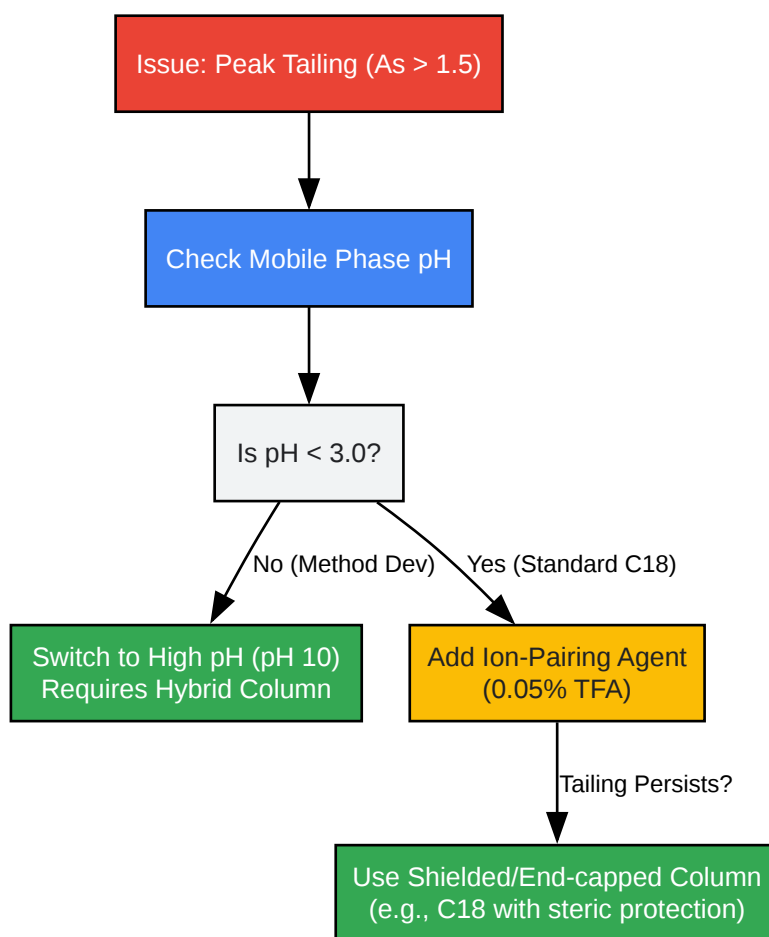 Issue: Peak Tailing (As > 1.5)
Check Mobile Phase pH
Is pH < 3.0?
No (Method Dev)
Yes (Standard C18)
Switch to High pH (pH 10)
Requires Hybrid Column
Add Ion-Pairing Agent
(0.05% TFA)
Tailing Persists?
Use Shielded/End-capped Column
(e.g., C18 with steric protection)